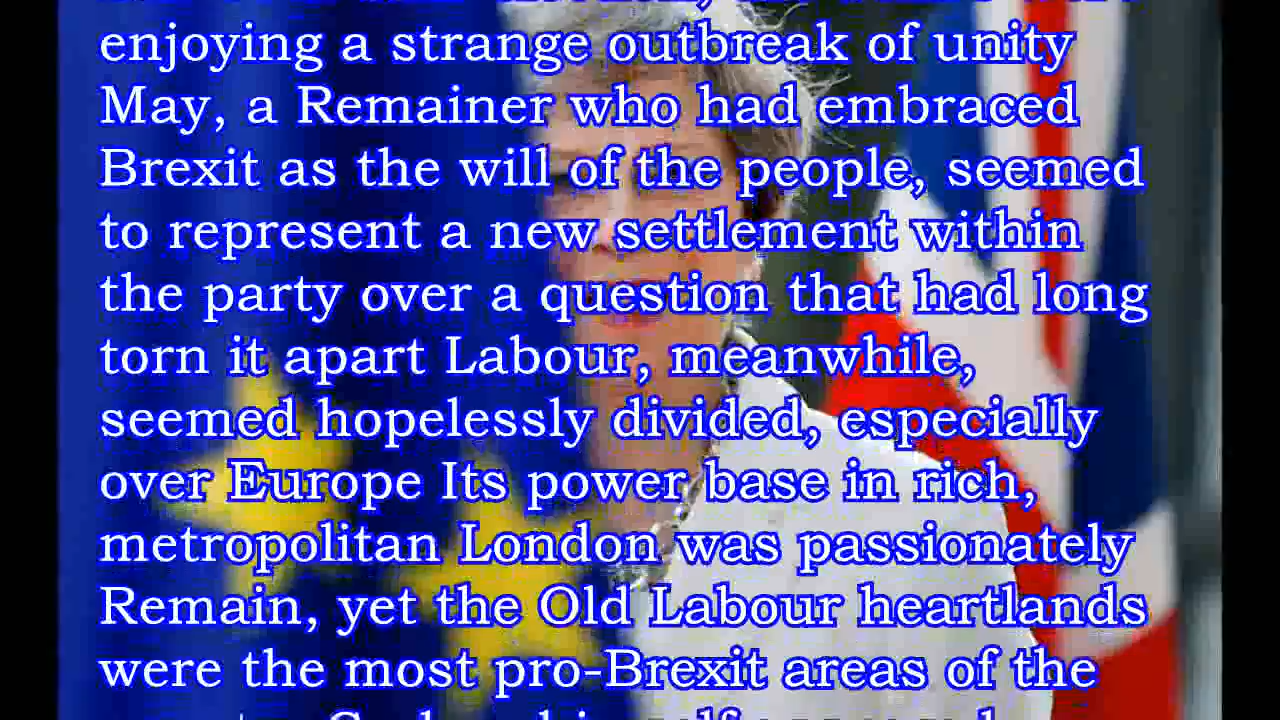 enjoying a strange outbreak of unity
May, a Remainer who had embraced
Brexit as the will of the people, seemed
to represent a new settlement within
the party over a question that had long
torn it apart Labour, meanwhile,
seemed hopelessly divided, especially
over Europe Its power base in rich,
metropolitan London was passionately
Remain, yet the Old Labour heartlands
were the most pro-Brexit areas of the